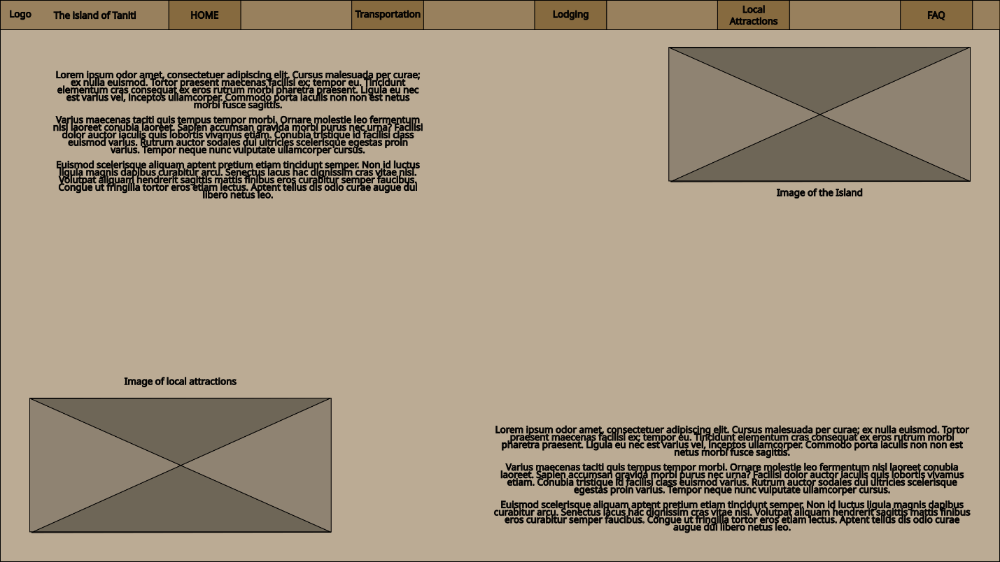 Logo
The island of Taniti
HOME
Transportation
Lodging
Local
Attractions
FAQ
Lorem ipsum odor amet, consectetuer adipiscing elit. Cursus malesuada per curae;
ex nulla euismod. Tortor praesent maecenas facilisi ex; tempor eu. Tincidunt
elementum cras consequat ex eros rutrum morbi pharetra praesent. Ligula eu nec
est varius vel, inceptos ullamcorper. Commodo porta iaculis non non est netus
morbi fusce sagittis.
Varius maecenas taciti quis tempus tempor morbi. Ornare molestie leo fermentum
nisl laoreet conubia laoreet. Sapien accumsan gravida morbi purus nec urna? Facilisi
dolor auctor iaculis quis lobortis vivamus etiam. Conubia tristique id facilisi class
euismod varius. Rutrum auctor sodales dui ultricies scelerisque egestas proin
varius. Tempor neque nunc vulputate ullamcorper cursus.
Euismod scelerisque aliquam aptent pretium etiam tincidunt semper. Non id luctus
ligula magnis dapibus curabitur arcu. Senectus lacus hac dignissim cras vitae nisi.
Volutpat aliquam hendrerit sagittis mattis finibus eros curabitur semper faucibus.
Congue ut fringilla tortor eros etiam lectus. Aptent tellus dis odio curae augue dui
libero netus leo.
Image of the Island
Image of local attractions
Lorem ipsum odor amet, consectetuer adipiscing elit. Cursus malesuada per curae; ex nulla euismod. Tortor
praesent maecenas facilisi ex; tempor eu. Tincidunt elementum cras consequat ex eros rutrum morbi
pharetra praesent. Ligula eu nec est varius vel, inceptos ullamcorper. Commodo porta iaculis non non est
netus morbi fusce sagittis.
Varius maecenas taciti quis tempus tempor morbi. Ornare molestie leo fermentum nisl laoreet conubia
laoreet. Sapien accumsan gravida morbi purus nec urna? Facilisi dolor auctor iaculis quis lobortis vivamus
etiam. Conubia tristique id facilisi class euismod varius. Rutrum auctor sodales dui ultricies scelerisque
egestas proin varius. Tempor neque nunc vulputate ullamcorper cursus.
Euismod scelerisque aliquam aptent pretium etiam tincidunt semper. Non id luctus ligula magnis dapibus
curabitur arcu. Senectus lacus hac dignissim cras vitae nisi. Volutpat aliquam hendrerit sagittis mattis finibus
eros curabitur semper faucibus. Congue ut fringilla tortor eros etiam lectus. Aptent tellus dis odio curae
augue dui libero netus leo.